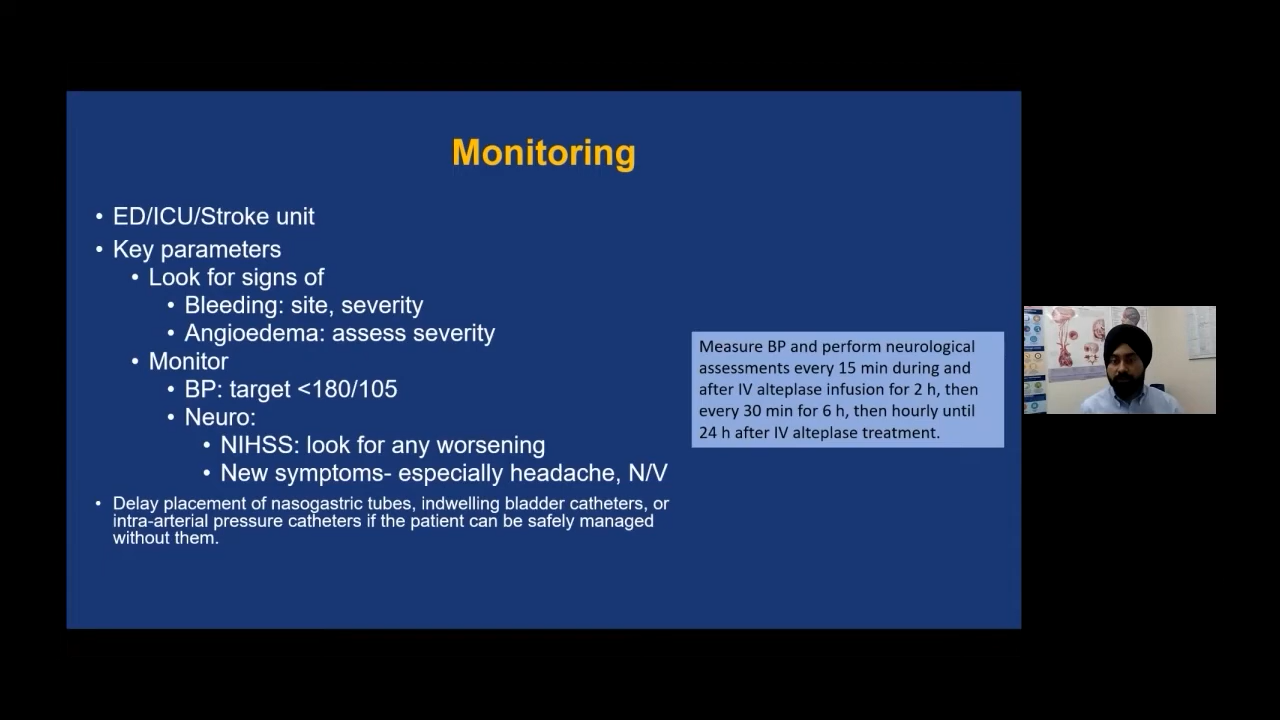 Monitoring
• ED/ICU/Stroke unit
• Key parameters
• Look for signs of
• Bleeding: site, severity
• Angioedema: assess severity
• Monitor
• BP: target <180/105
• Neuro:
• NIHSS: look for any worsening
• New symptoms- especially headache, N/V
• Delay placement of nasogastric tubes, indwelling bladder catheters, or
intra-arterial pressure catheters if the patient can be safely managed
without them.
Measure BP and perform neurological
assessments every 15 min during and
after IV alteplase infusion for 2 h, then
every 30 min for 6 h, then hourly until
24 h after IV alteplase treatment.